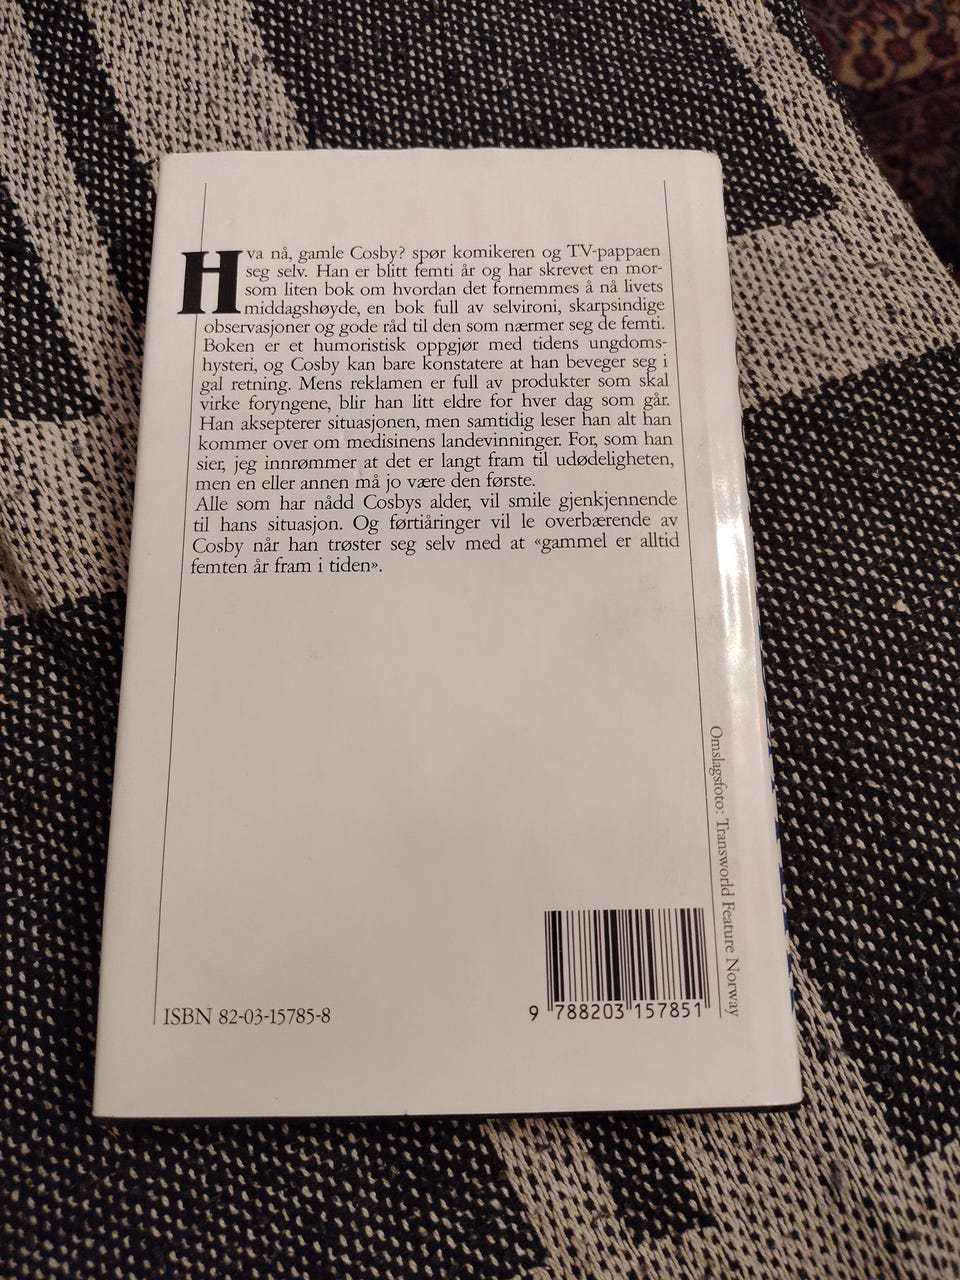 Hva nå, gamle Cosby? spør komikeren og TV-pappaen
seg selv. Han er blitt femti år og har skrevet en mor-
som liten bok om hvordan det fornemmes å nå livets
middagshøyde, en bok full av selvironi, skarpsindige
observasjoner og gode råd til den som nærmer seg de femti.
Boken er et humoristisk oppgjør med tidens ungdoms-
hysteri, og Cosby kan bare konstatere at han beveger seg i
gal retning. Mens reklamen er full av produkter som skal
virke foryngene, blir han litt eldre for hver dag som går.
Han aksepterer situasjonen, men samtidig leser han alt han
kommer over om medisinens landevinninger. For, som han
sier, jeg innrømmer at det er langt fram til udødeligheten,
men en eller annen må jo være den første.
Alle som har nådd Cosbys alder, vil smile gjenkjennende
til hans situasjon. Og førtiåringer vil le overbærende av
Cosby når han trøster seg selv med at «gammel er alltid
femten år fram i tiden».
Omslagsfoto: Transworld Feature Norway
ISBN 82-03-15785-8
9 788203 157851